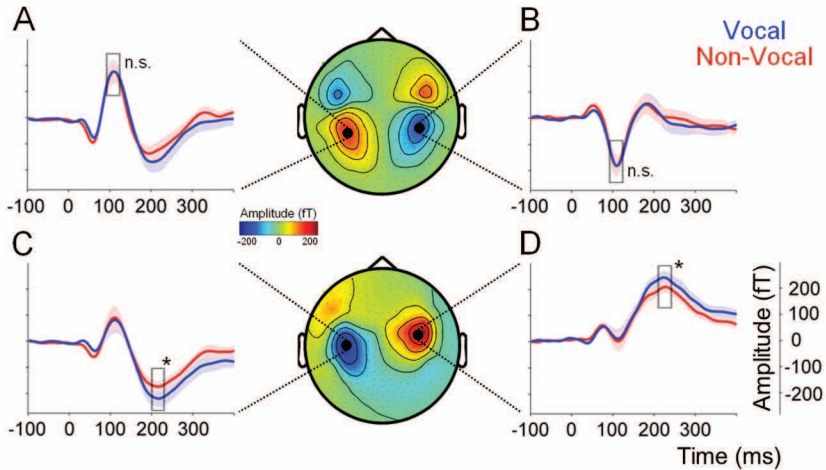 A
B
Vocal
Non-Vocal
n.s.
n.s.
-100 0 100 200 300
-100 0 100 200 300
Amplitude (fT)
-200 0 200
C
D
*
*
200
100
0
-100
-200
Amplitude (fT)
-100 0 100 200 300
-100 0 100 200 300
Time (ms)